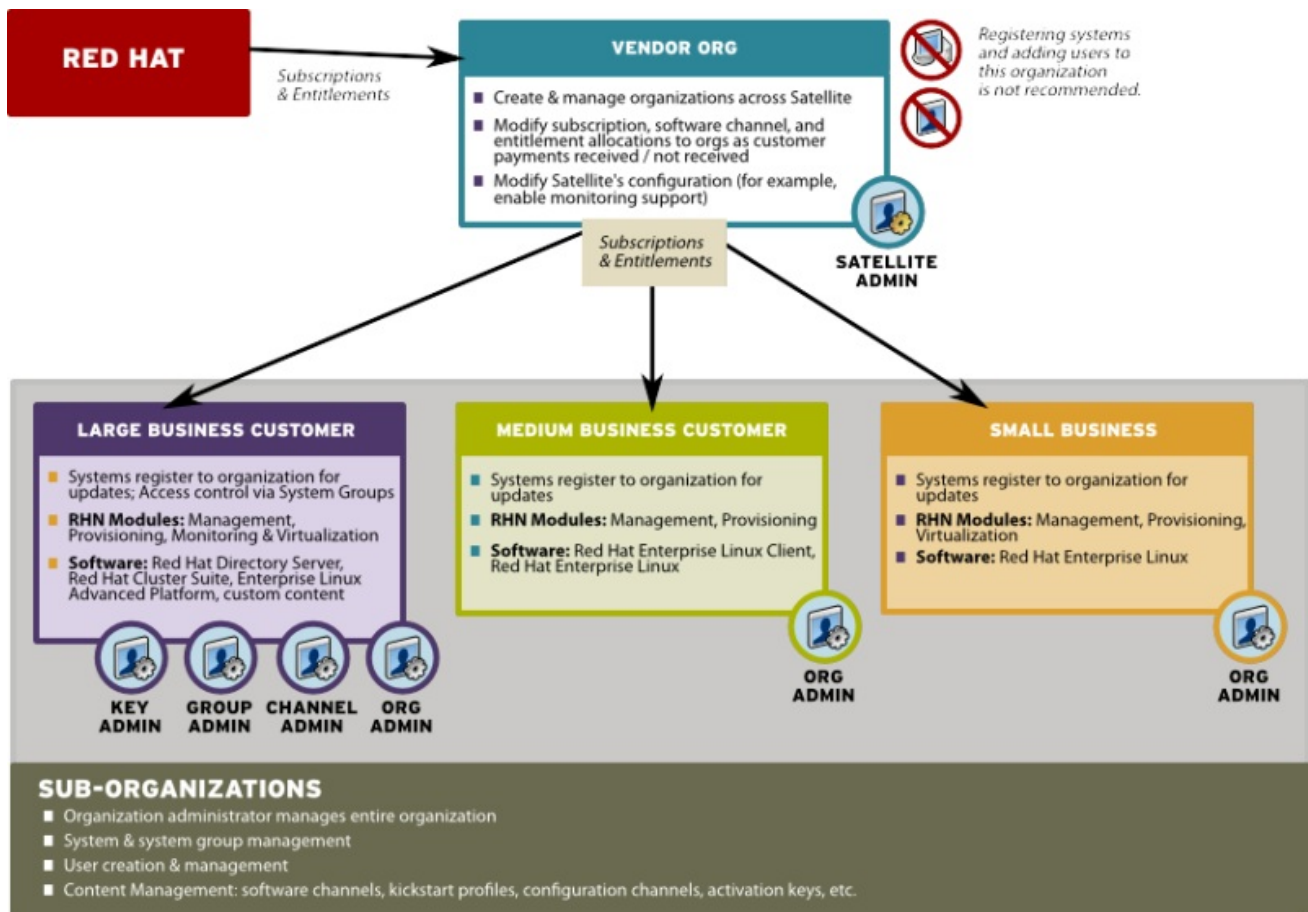 RED HAT
Subscriptions
& Entitlements
VENDOR ORG
■ Create & manage organizations across Satellite
■ Modify subscription, software channel, and
entitlement allocations to orgs as customer
payments received / not received
■ Modify Satellite's configuration (for example,
enable monitoring support)
Registering systems
and adding users to
this organization
is not recommended.
SATELLITE
ADMIN
Subscriptions
& Entitlements
LARGE BUSINESS CUSTOMER
■ Systems register to organization for
updates; Access control via System Groups
■ RHN Modules: Management,
Provisioning, Monitoring & Virtualization
■ Software: Red Hat Directory Server,
Red Hat Cluster Suite, Enterprise Linux
Advanced Platform, custom content
KEY
ADMIN
GROUP
ADMIN
CHANNEL
ADMIN
ORG
ADMIN
MEDIUM BUSINESS CUSTOMER
■ Systems register to organization for
updates
■ RHN Modules: Management, Provisioning
■ Software: Red Hat Enterprise Linux Client,
Red Hat Enterprise Linux
ORG
ADMIN
SMALL BUSINESS
■ Systems register to organization for
updates
■ RHN Modules: Management, Provisioning,
Virtualization
■ Software: Red Hat Enterprise Linux
ORG
ADMIN
SUB-ORGANIZATIONS
■ Organization administrator manages entire organization
■ System & system group management
■ User creation & management
■ Content Management: software channels, kickstart profiles, configuration channels, activation keys, etc.